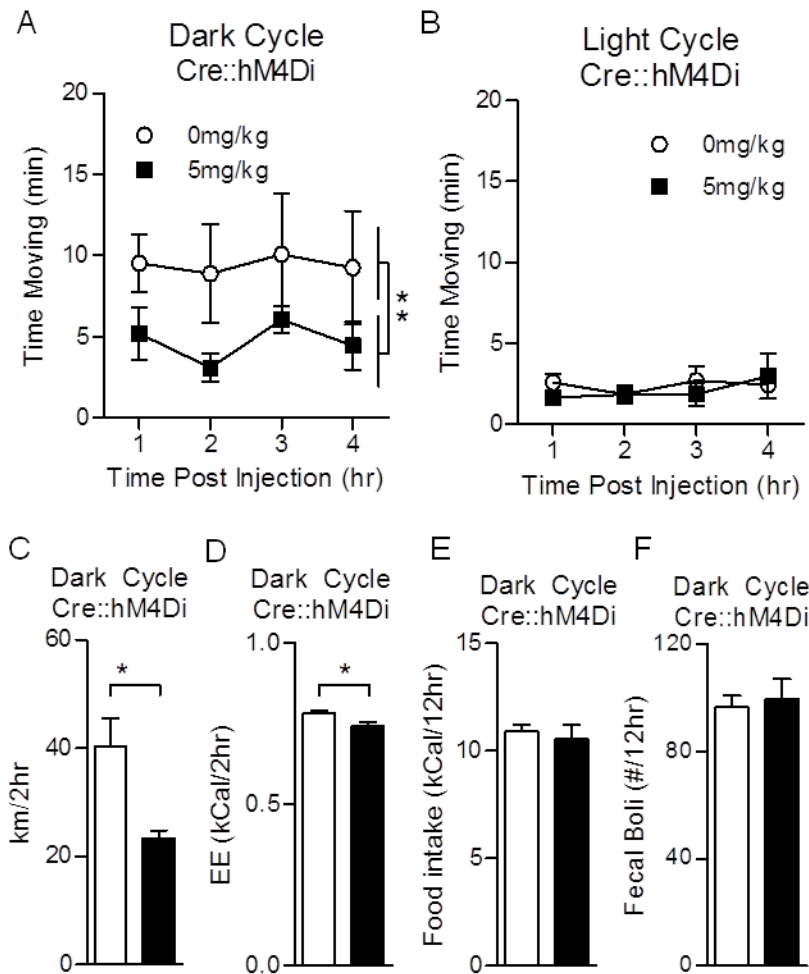 A
Dark Cycle
Cre::hM4Di
20
15
10
5
0
Time Moving (min)
0mg/kg
5mg/kg
**
1 2 3 4
Time Post Injection (hr)
B
Light Cycle
Cre::hM4Di
20
15
10
5
0
Time Moving (min)
0mg/kg
5mg/kg
1 2 3 4
Time Post Injection (hr)
C
Dark Cycle
Cre::hM4Di
60
40
20
0
km/2hr
*
D
Dark Cycle
Cre::hM4Di
1.0
0.5
0.0
EE (kCal/2hr)
*
E
Dark Cycle
Cre::hM4Di
15
10
5
0
Food intake (kCal/12hr)
F
Dark Cycle
Cre::hM4Di
120
80
40
0
Fecal Boli (#/12hr)